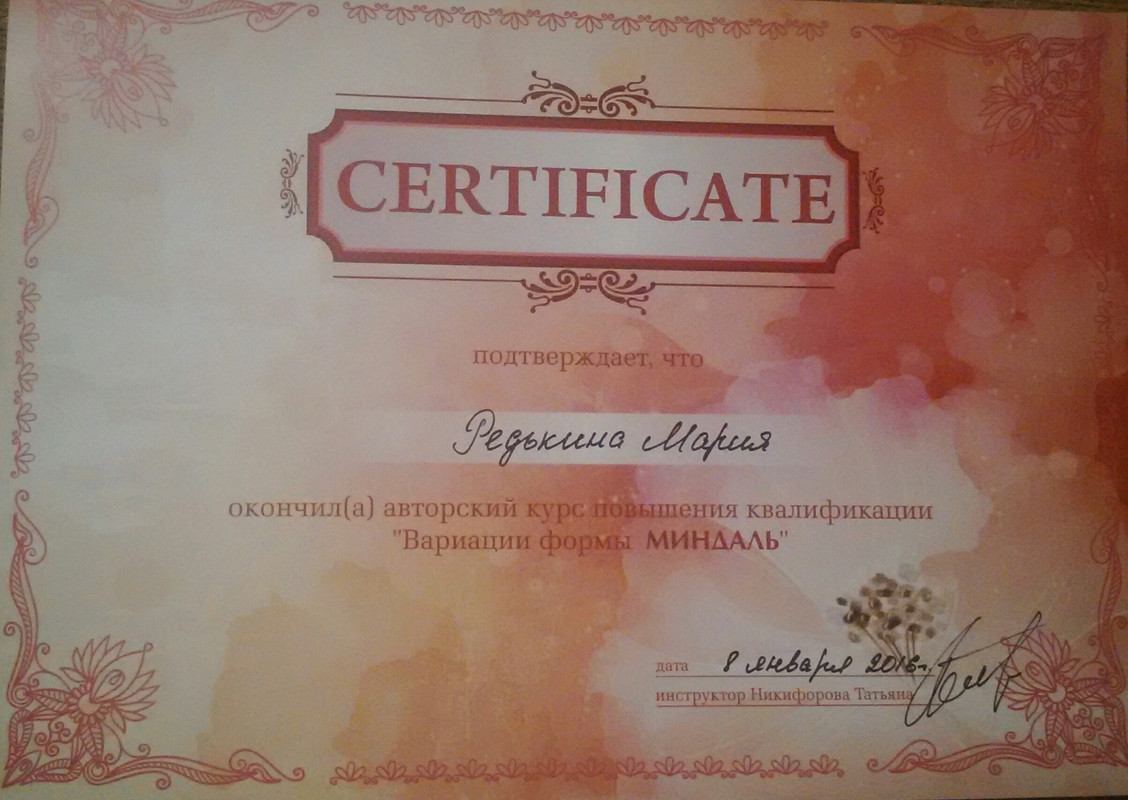 CERTIFICATE
подтверждает, что
Редькина Мария
окончил(а) авторский курс повышения квалификации
"Вариации формы МИНДАЛЬ"
дата 8 января 2016г.
инструктор Никифорова Татьяна